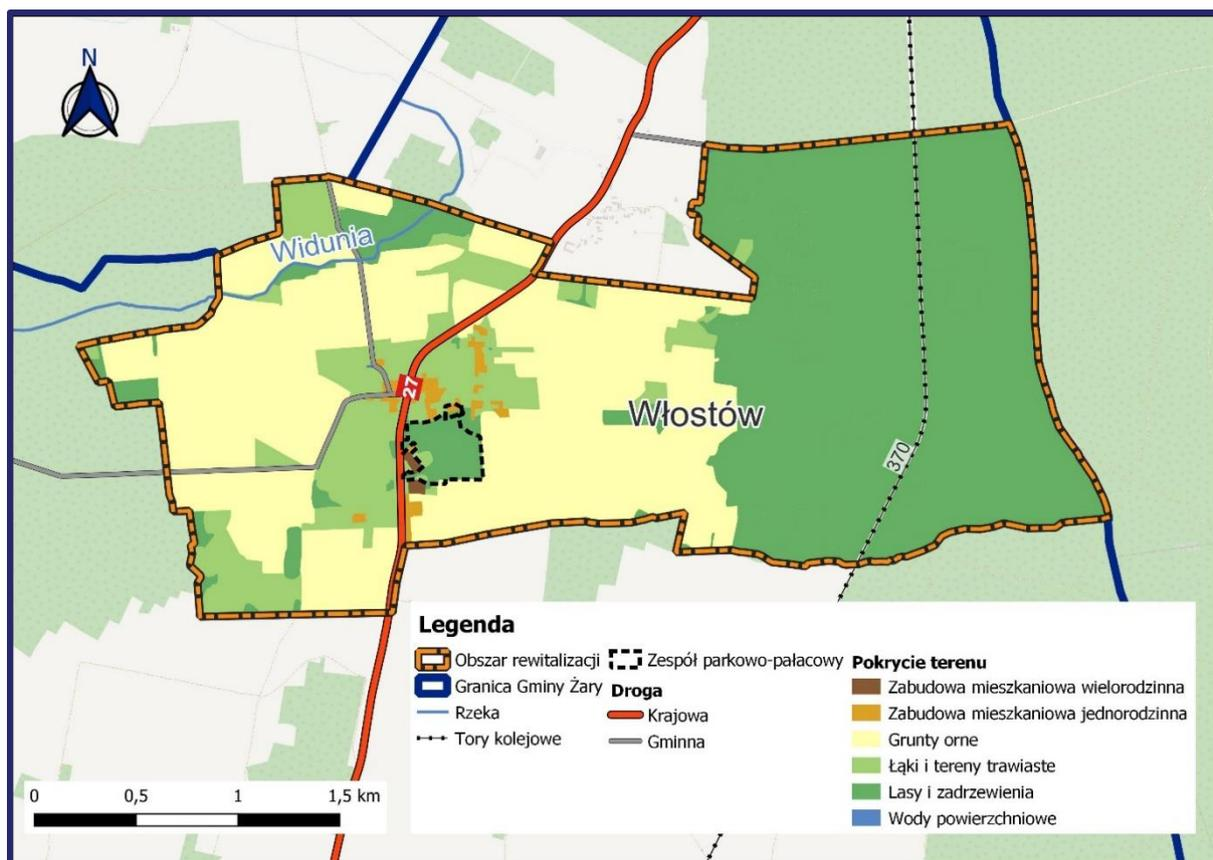 N
Widunia
27
Włostów
370
Legenda
Obszar rewitalizacji
Granica Gminy Żary
Rzeka
Tory kolejowe
Zespół parkowo-pałacowy
Droga
Krajowa
Gminna
Pokrycie terenu
Zabudowa mieszkaniowa wielorodzinna
Zabudowa mieszkaniowa jednorodzinna
Grunty orne
Łąki i tereny trawiaste
Lasy i zadrzewienia
Wody powierzchniowe
0 0,5 1 1,5 km